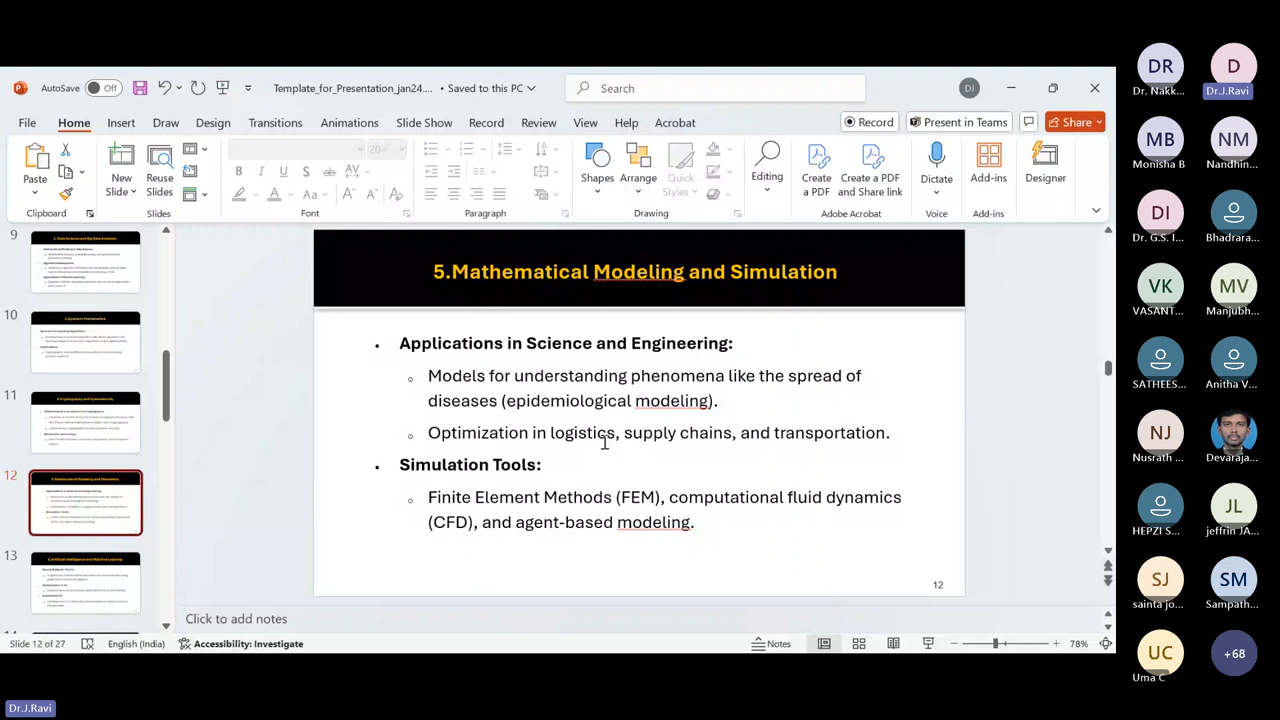 AutoSave Off Template_for_Presentation_jan24.... • Saved to this PC Search DJ
File Home Insert Draw Design Transitions Animations Slide Show Record Review View Help Acrobat Record Present in Teams Share
Paste New Slide Reuse Slides Shapes Arrange Quick Styles Editing Create a PDF Create a PDF and Share link Dictate Add-ins Designer
Clipboard Slides Font Paragraph Drawing Adobe Acrobat Voice Add-ins
20+
9
10
11
12
13
5.Mathematical Modeling and Simulation
• Applications in Science and Engineering:
o Models for understanding phenomena like the spread of
diseases (epidemiological modeling).
o Optimization in logistics, supply chains, and transportation.
• Simulation Tools:
o Finite Element Methods (FEM), computational fluid dynamics
(CFD), and agent-based modeling.
12
Click to add notes
Slide 12 of 27 English (India) Accessibility: Investigate Notes 78%
DR D
Dr. Nakk... Dr.J.Ravi
MB NM
Monisha B Nandhin...
DI
Dr. G.S. I... Bhadrara...
VK MV
VASANT... Manjubh...
SATHEES... Anitha V...
NJ
Nusrath ... Devaraja...
JL
HEPZI S... jeffrin JA...
SJ SM
sainta jo... Sampath...
UC +68
Uma C
Dr.J.Ravi